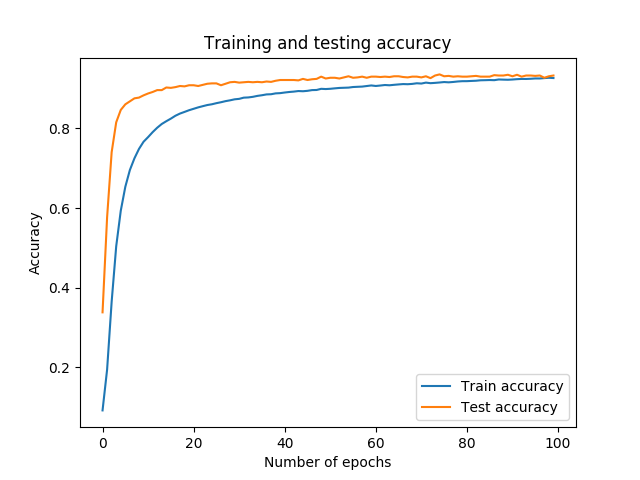 Training and testing accuracy
Accuracy
0.8
0.6
0.4
0.2
0 20 40 60 80 100
Number of epochs
Train accuracy
Test accuracy